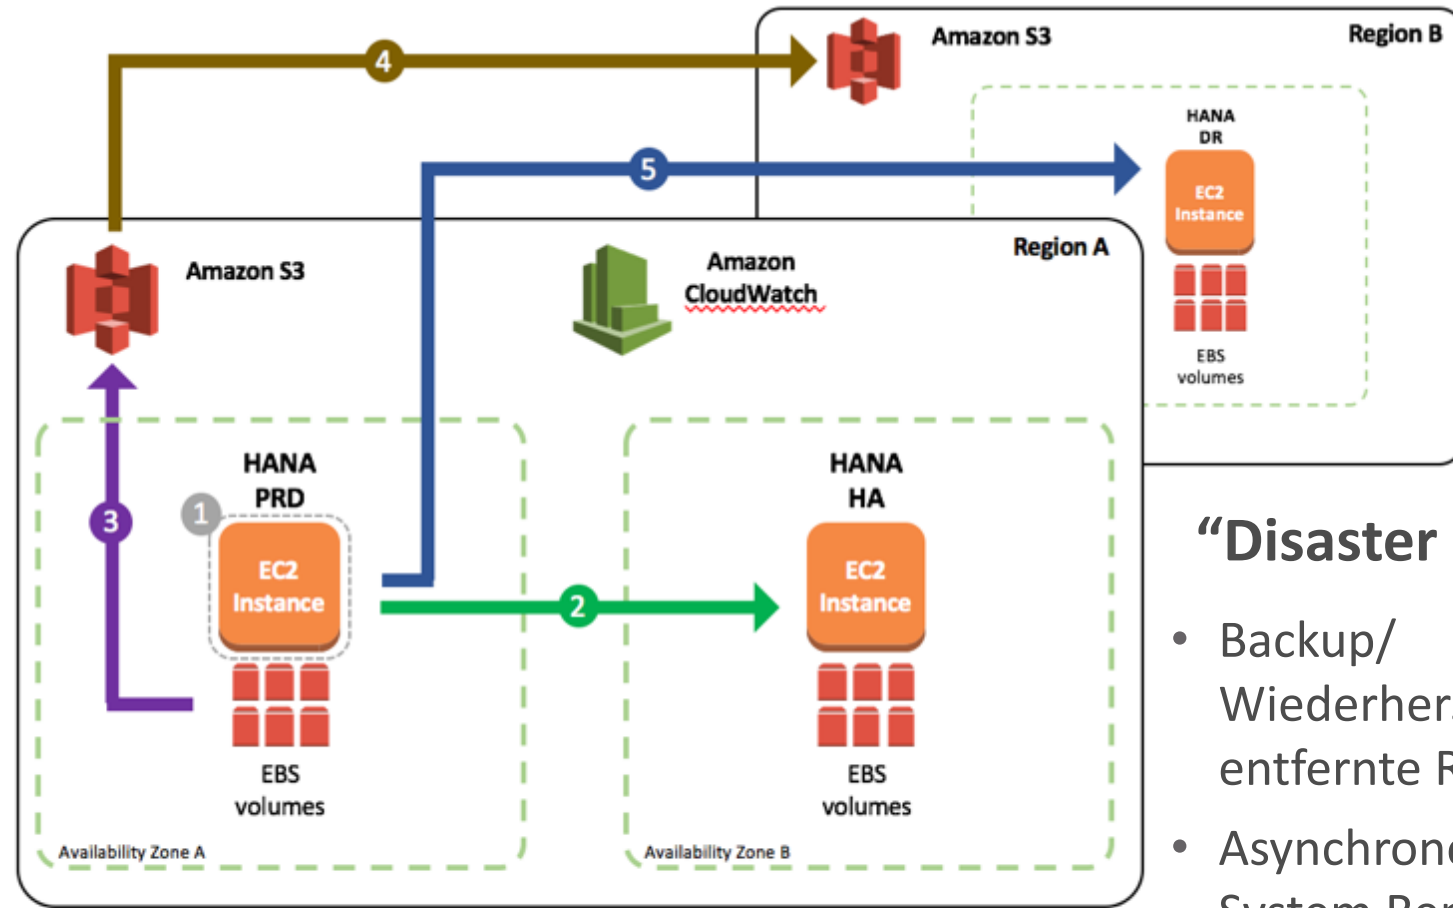 Amazon S3
Region B
4
HANA
DR
5
EC2
Instance
Region A
Amazon S3
Amazon
CloudWatch
EBS
volumes
HANA
PRD
HANA
HA
1
3
“Disaster
EC2
Instance
2
EC2
Instance
• Backup/
entfernte
EBS
volumes
EBS
volumes
Availability Zone A
Availability Zone B
•